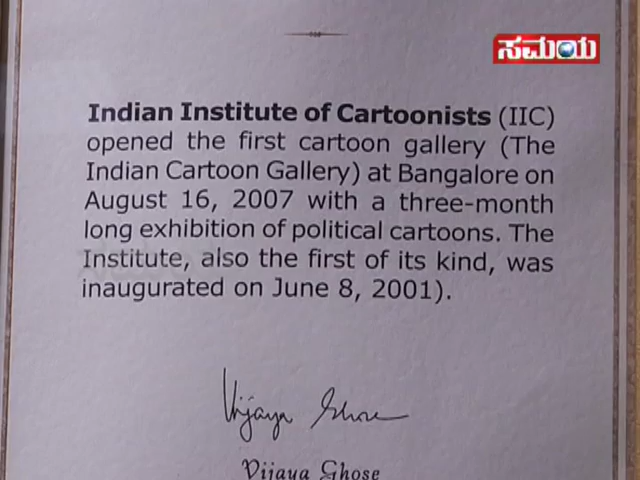 ಸಮಯ
Indian Institute of Cartoonists (IIC)
opened the first cartoon gallery (The
Indian Cartoon Gallery) at Bangalore on
August 16, 2007 with a three-month
long exhibition of political cartoons. The
Institute, also the first of its kind, was
inaugurated on June 8, 2001).
Vijaya Ghose
Vijaya Ghose